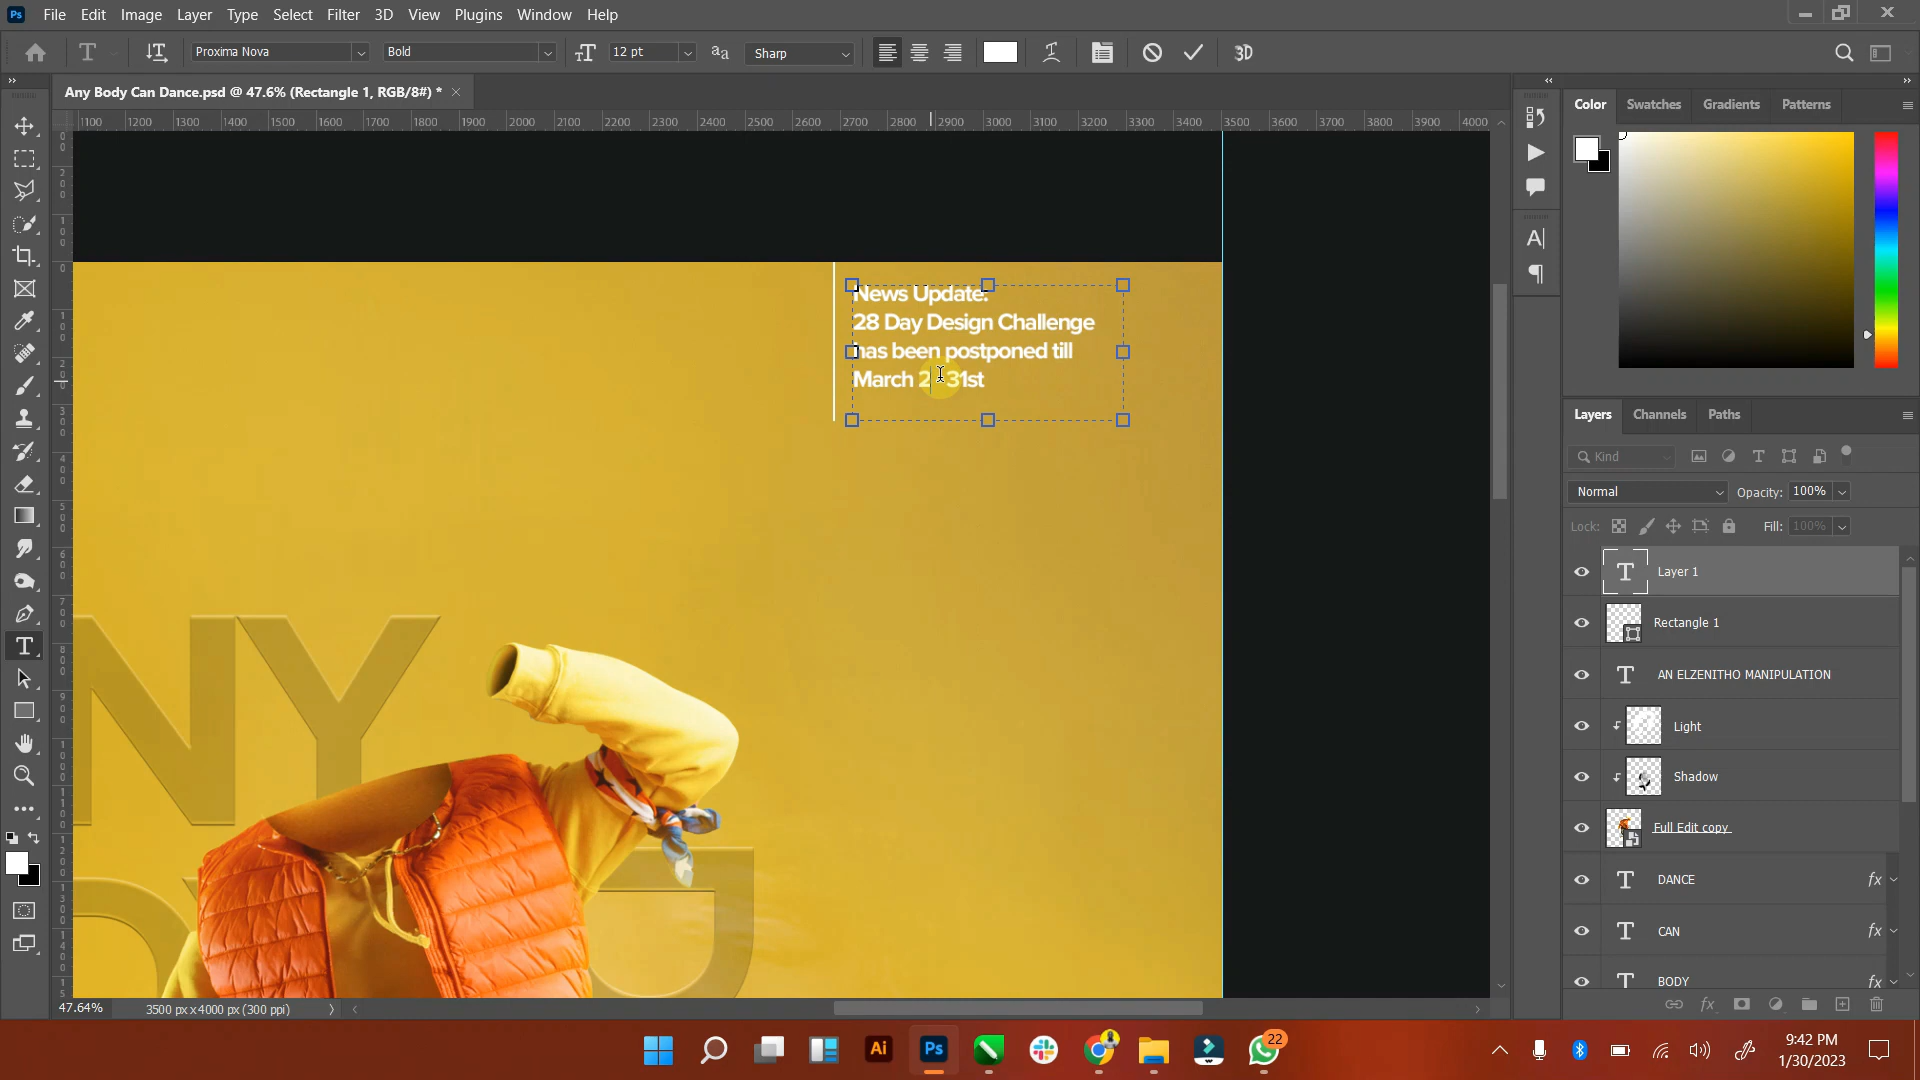 File Edit Image Layer Type Select Filter 3D View Plugins Window Help
Proxima Nova Bold 12 pt Sharp 3D
Any Body Can Dance.psd @ 47.6% (Rectangle 1, RGB/8#) *
1100 1200 1300 1400 1500 1600 1700 1800 1900 2000 2100 2200 2300 2400 2500 2600 2700 2800 2900 3000 3100 3200 3300 3400 3500 3600 3700 3800 3900 4000
News Update:
28 Day Design Challenge
has been postponed till
March 2 31st
NY
Color Swatches Gradients Patterns
Layers Channels Paths
Kind
Normal Opacity: 100%
Lock: Fill: 100%
Layer 1
Rectangle 1
AN ELZENITHO MANIPULATION
Light
Shadow
Full Edit copy
DANCE fx
CAN fx
BODY fx
47.64% 3500 px x 4000 px (300 ppi)
Ai Ps 22
9:42 PM
1/30/2023